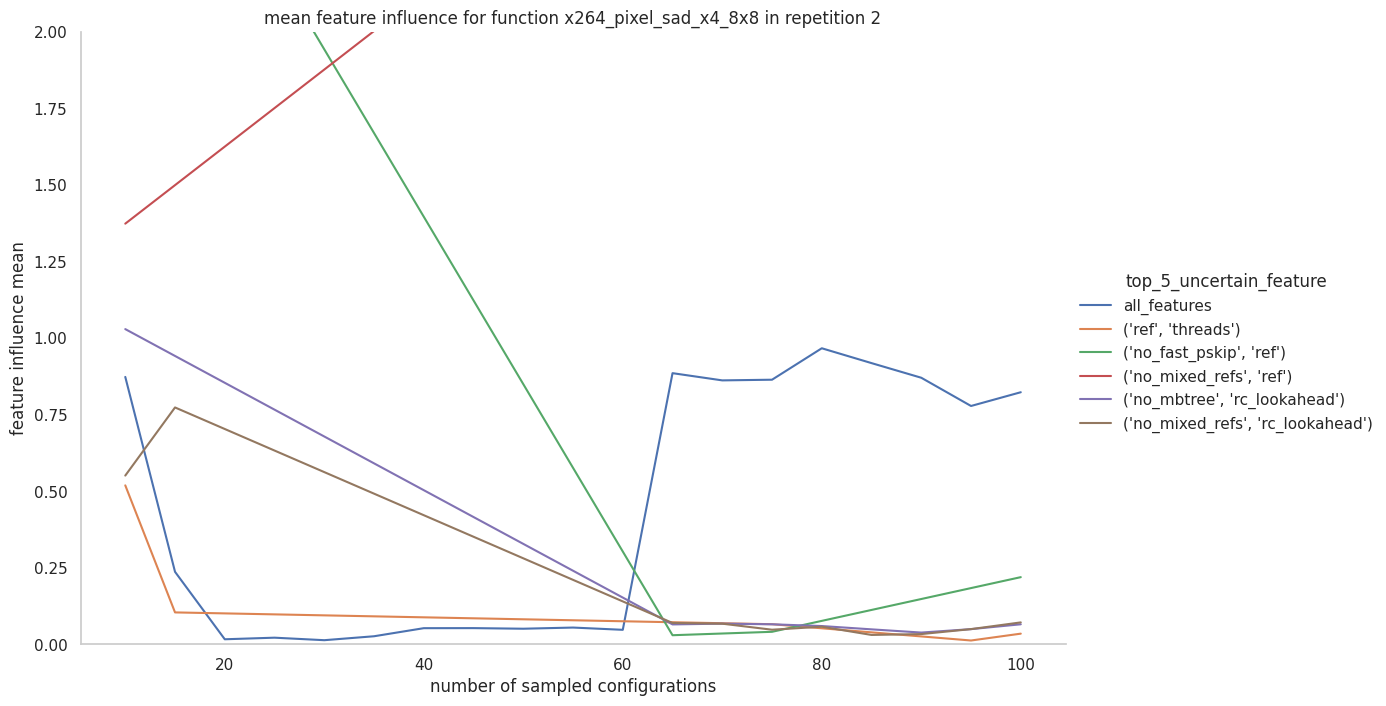 mean feature influence for function x264_pixel_sad_x4_8x8 in repetition 2
2.00
1.75
1.50
1.25
1.00
0.75
0.50
0.25
0.00
feature influence mean
20
40
60
80
100
number of sampled configurations
top_5_uncertain_feature
all_features
('ref', 'threads')
('no_fast_pskip', 'ref')
('no_mixed_refs', 'ref')
('no_mbtree', 'rc_lookahead')
('no_mixed_refs', 'rc_lookahead')